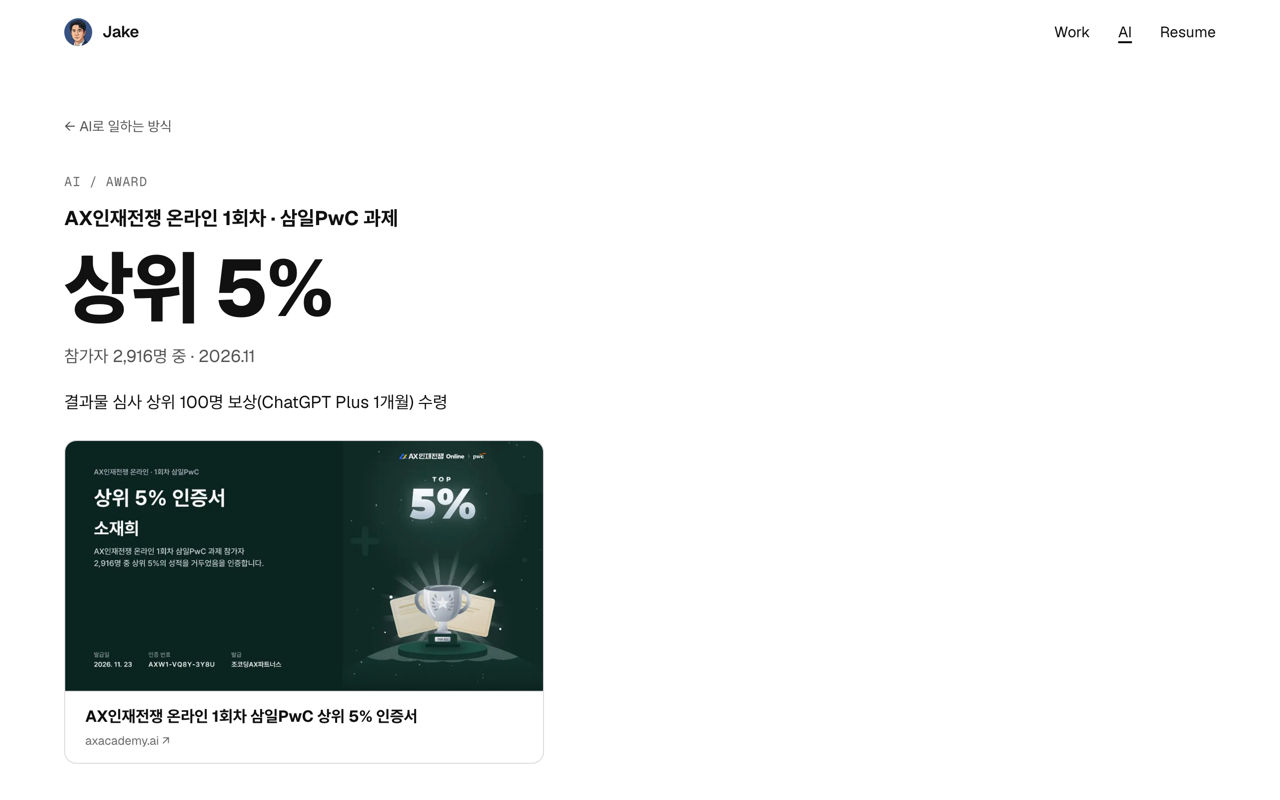 Jake
Work
AI
Resume
← AI로 일하는 방식
AI / AWARD
AX인재전쟁 온라인 1회차 · 삼일PwC 과제
상위 5%
참가자 2,916명 중 · 2026.11
결과물 심사 상위 100명 보상(ChatGPT Plus 1개월) 수령
AX인재전쟁 온라인 · 1회차 삼일PwC
상위 5% 인증서
소재희
AX인재전쟁 온라인 1회차 삼일PwC 과제 참가자
2,916명 중 상위 5%의 성적을 거두었음을 인증합니다.
발급일
2026. 11. 23
인증 번호
AXW1-VQ8Y-3Y8U
발급
조코딩AX파트너스
AX인재전쟁 Online × pwc
TOP
5%
AX인재전쟁 온라인 1회차 삼일PwC 상위 5% 인증서
axacademy.ai ↗